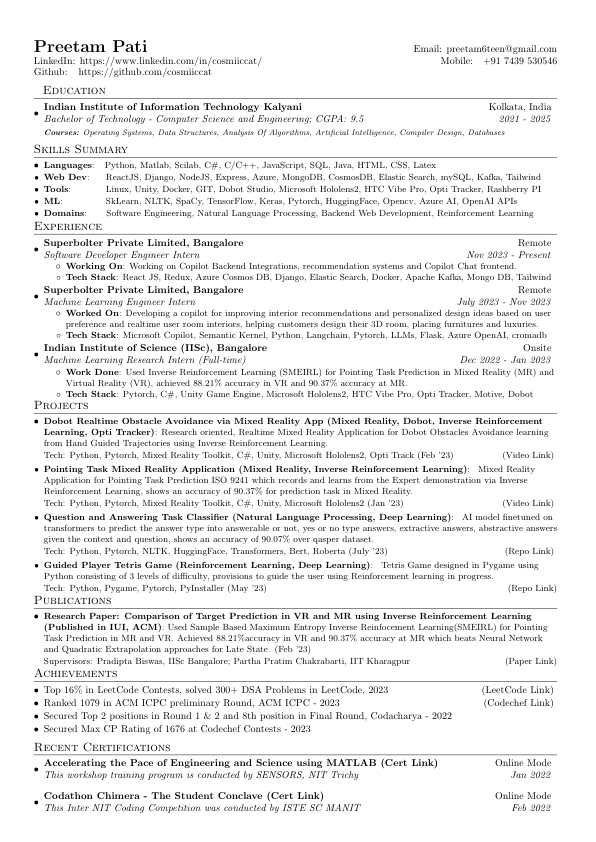 Preetam Pati
Email: preetam6teen@gmail.com
LinkedIn: https://www.linkedin.com/in/cosmiiccat/
Mobile: +91 7439 530546
Github: https://github.com/cosmiiccat
Education
• Indian Institute of Information Technology Kalyani Kolkata, India
Bachelor of Technology - Computer Science and Engineering; CGPA: 9.5 2021 - 2025
Courses: Operating Systems, Data Structures, Analysis Of Algorithms, Artificial Intelligence, Compiler Design, Databases
Skills Summary
• Languages: Python, Matlab, Scilab, C#, C/C++, JavaScript, SQL, Java, HTML, CSS, Latex
• Web Dev: ReactJS, Django, NodeJS, Express, Azure, MongoDB, CosmosDB, Elastic Search, mySQL, Kafka, Tailwind
• Tools: Linux, Unity, Docker, GIT, Dobot Studio, Microsoft Hololens2, HTC Vibe Pro, Opti Tracker, Rashberry PI
• ML: SkLearn, NLTK, SpaCy, TensorFlow, Keras, Pytorch, HuggingFace, Opencv, Azure AI, OpenAI APIs
• Domains: Software Engineering, Natural Language Processing, Backend Web Development, Reinforcement Learning
Experience
• Superbolter Private Limited, Bangalore Remote
Software Developer Engineer Intern Nov 2023 - Present
◦ Working On: Working on Copilot Backend Integrations, recommendation systems and Copilot Chat frontend.
◦ Tech Stack: React JS, Redux, Azure Cosmos DB, Django, Elastic Search, Docker, Apache Kafka, Mongo DB, Tailwind
• Superbolter Private Limited, Bangalore Remote
Machine Learning Engineer Intern July 2023 - Nov 2023
◦ Worked On: Developing a copilot for improving interior recommendations and personalized design ideas based on user
preference and realtime user room interiors, helping customers design their 3D room, placing furnitures and luxuries.
◦ Tech Stack: Microsoft Copilot, Semantic Kernel, Python, Langchain, Pytorch, LLMs, Flask, Azure OpenAI, cromadb
• Indian Institute of Science (IISc), Bangalore Onsite
Machine Learning Research Intern (Full-time) Dec 2022 - Jan 2023
◦ Work Done: Used Inverse Reinforcement Learning (SMEIRL) for Pointing Task Prediction in Mixed Reality (MR) and
Virtual Reality (VR), achieved 88.21% accuracy in VR and 90.37% accuracy at MR.
◦ Tech Stack: Pytorch, C#, Unity Game Engine, Microsoft Hololens2, HTC Vibe Pro, Opti Tracker, Motive, Dobot
Projects
• Dobot Realtime Obstacle Avoidance via Mixed Reality App (Mixed Reality, Dobot, Inverse Reinforcement
Learning, Opti Tracker): Research oriented, Realtime Mixed Reality Application for Dobot Obstacles Avoidance learning
from Hand Guided Trajectories using Inverse Reinforcement Learning.
Tech: Python, Pytorch, Mixed Reality Toolkit, C#, Unity, Microsoft Hololens2, Opti Track (Feb '23) (Video Link)
• Pointing Task Mixed Reality Application (Mixed Reality, Inverse Reinforcement Learning): Mixed Reality
Application for Pointing Task Prediction ISO 9241 which records and learns from the Expert demonstration via Inverse
Reinforcement Learning, shows an accuracy of 90.37% for prediction task in Mixed Reality.
Tech: Python, Pytorch, Mixed Reality Toolkit, C#, Unity, Microsoft Hololens2 (Jan '23) (Video Link)
• Question and Answering Task Classifier (Natural Language Processing, Deep Learning): AI model finetuned on
transformers to predict the answer type into answerable or not, yes or no type answers, extractive answers, abstractive answers
given the context and question, shows an accuracy of 90.07% over qasper dataset.
Tech: Python, Pytorch, NLTK, HuggingFace, Transformers, Bert, Roberta (July '23) (Repo Link)
• Guided Player Tetris Game (Reinforcement Learning, Deep Learning): Tetris Game designed in Pygame using
Python consisting of 3 levels of difficulty, provisions to guide the user using Reinforcement learning in progress.
Tech: Python, Pygame, Pytorch, PyInstaller (May '23) (Repo Link)
Publications
• Research Paper: Comparison of Target Prediction in VR and MR using Inverse Reinforcement Learning
(Published in IUI, ACM): Used Sample Based Maximum Entropy Inverse Reinfocement Learning(SMEIRL) for Pointing
Task Prediction in MR and VR. Achieved 88.21%accuracy in VR and 90.37% accuracy at MR which beats Neural Network
and Quadratic Extrapolation approaches for Late State. (Feb '23)
Supervisors: Pradipta Biswas, IISc Bangalore; Partha Pratim Chakrabarti, IIT Kharagpur (Paper Link)
Achievements
• Top 16% in LeetCode Contests, solved 300+ DSA Problems in LeetCode, 2023 (LeetCode Link)
• Ranked 1079 in ACM ICPC preliminary Round, ACM ICPC - 2023 (Codechef Link)
• Secured Top 2 positions in Round 1 & 2 and 8th position in Final Round, Codacharya - 2022
• Secured Max CP Rating of 1676 at Codechef Contests - 2023
Recent Certifications
• Accelerating the Pace of Engineering and Science using MATLAB (Cert Link) Online Mode
This workshop training program is conducted by SENSORS, NIT Trichy Jan 2022
• Codathon Chimera - The Student Conclave (Cert Link) Online Mode
This Inter NIT Coding Competition was conducted by ISTE SC MANIT Feb 2022